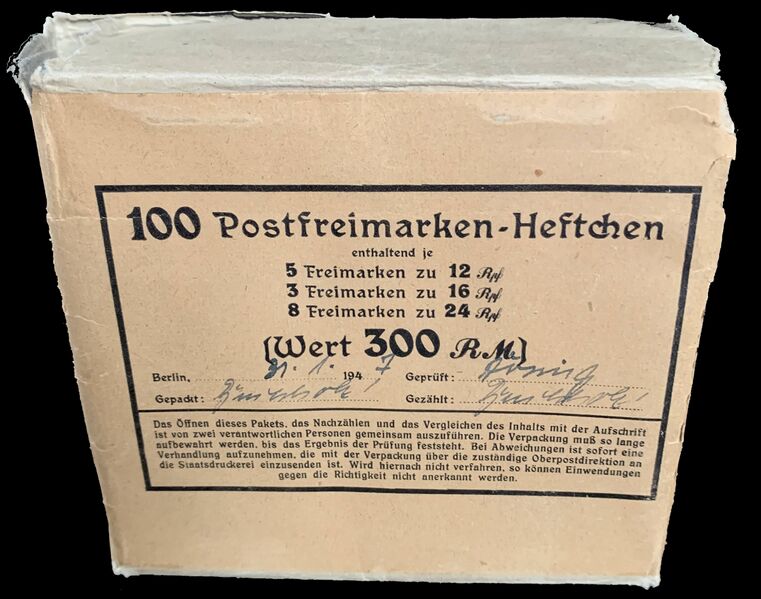 100 Postfreimarken-Heftchen
enthaltend je
5 Freimarken zu 12 Rpf
3 Freimarken zu 16 Rpf
8 Freimarken zu 24 Rpf
(Wert 300 RM)
Berlin, 31. 1. 1947 Geprüft:
Gepackt: Gezählt:
Das Öffnen dieses Pakets, das Nachzählen und das Vergleichen des Inhalts mit der Aufschrift
ist von zwei verantwortlichen Personen gemeinsam auszuführen. Die Verpackung muß so lange
aufbewahrt werden, bis das Ergebnis der Prüfung feststeht. Bei Abweichungen ist sofort eine
Verhandlung aufzunehmen, die mit der Verpackung über die zuständige Oberpostdirektion an
die Staatsdruckerei einzusenden ist. Wird hiernach nicht verfahren, so können Einwendungen
gegen die Richtigkeit nicht anerkannt werden.